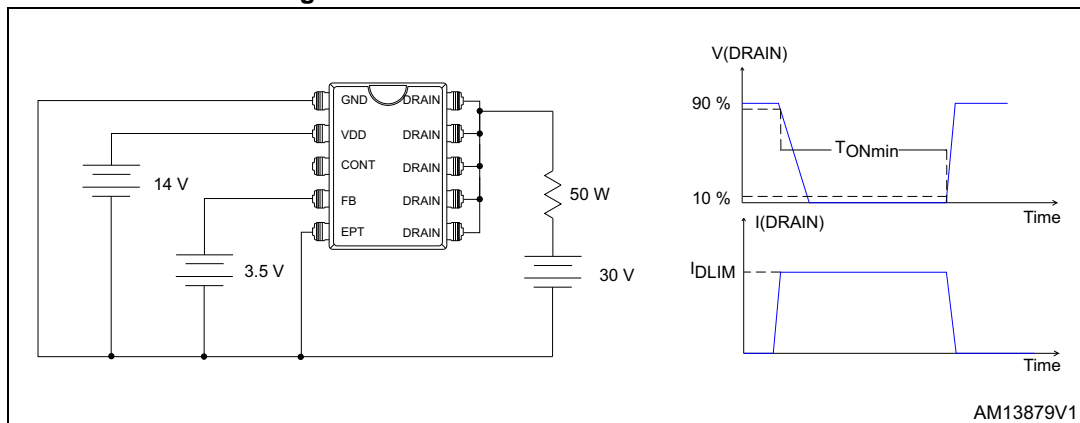 g
GND DRAIN
VDD DRAIN
CONT DRAIN
FB DRAIN
EPT DRAIN
14 V
3.5 V
50 W
30 V
V(DRAIN)
90 %
TONmin
10 %
Time
I(DRAIN)
IDLIM
Time
AM13879V1